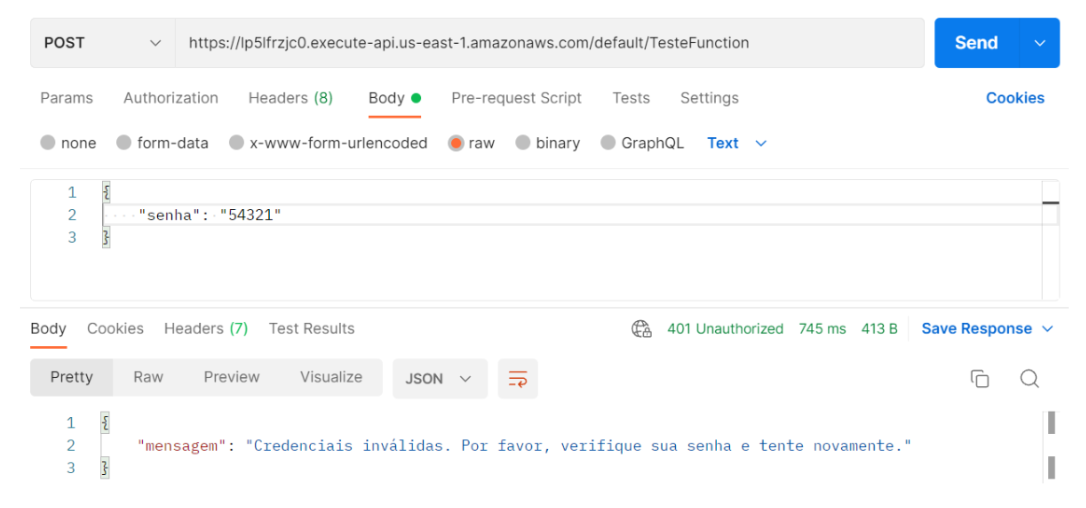 POST https://lp5lfrzjc0.execute-api.us-east-1.amazonaws.com/default/TesteFunction Send
Params Authorization Headers (8) Body Pre-request Script Tests Settings Cookies
none form-data x-www-form-urlencoded raw binary GraphQL Text
1 {
2 "senha": "54321"
3 }
Body Cookies Headers (7) Test Results 401 Unauthorized 745 ms 413 B Save Response
Pretty Raw Preview Visualize JSON
1 {
2 "mensagem": "Credenciais inválidas. Por favor, verifique sua senha e tente novamente."
3 }